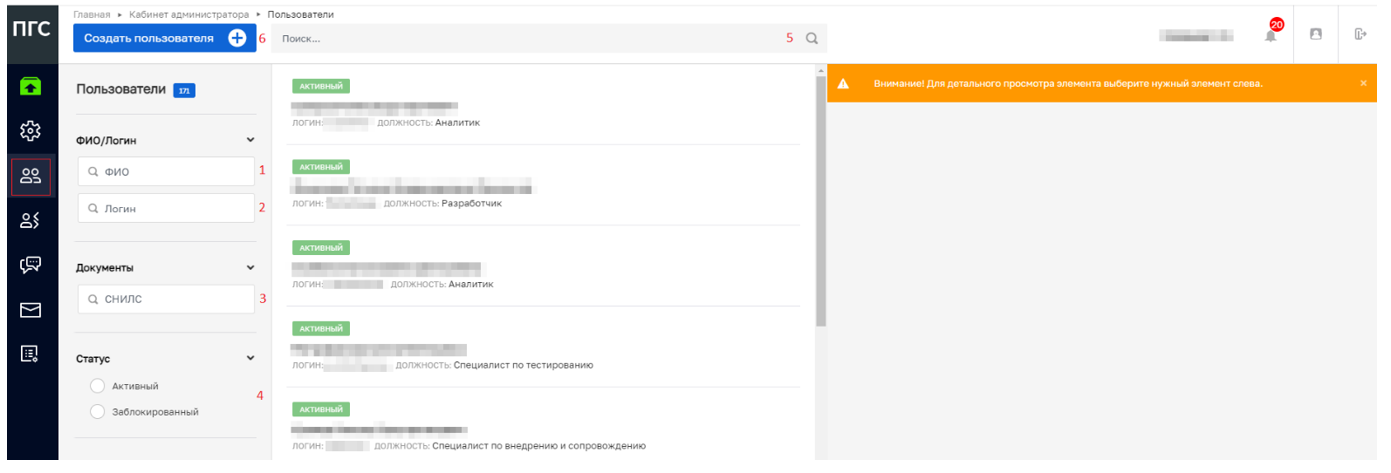 ПГС
Главная ▸ Кабинет администратора ▸ Пользователи
Создать пользователя 6 Поиск... 5
20
Пользователи 171
ФИО/Логин
ФИО 1
Логин 2
Документы
СНИЛС 3
Статус
Активный
4
Заблокированный
АКТИВНЫЙ
ЛОГИН: ДОЛЖНОСТЬ: Аналитик
АКТИВНЫЙ
ЛОГИН: ДОЛЖНОСТЬ: Разработчик
АКТИВНЫЙ
ЛОГИН: ДОЛЖНОСТЬ: Аналитик
АКТИВНЫЙ
ЛОГИН: ДОЛЖНОСТЬ: Специалист по тестированию
АКТИВНЫЙ
ЛОГИН: ДОЛЖНОСТЬ: Специалист по внедрению и сопровождению
Внимание! Для детального просмотра элемента выберите нужный элемент слева.